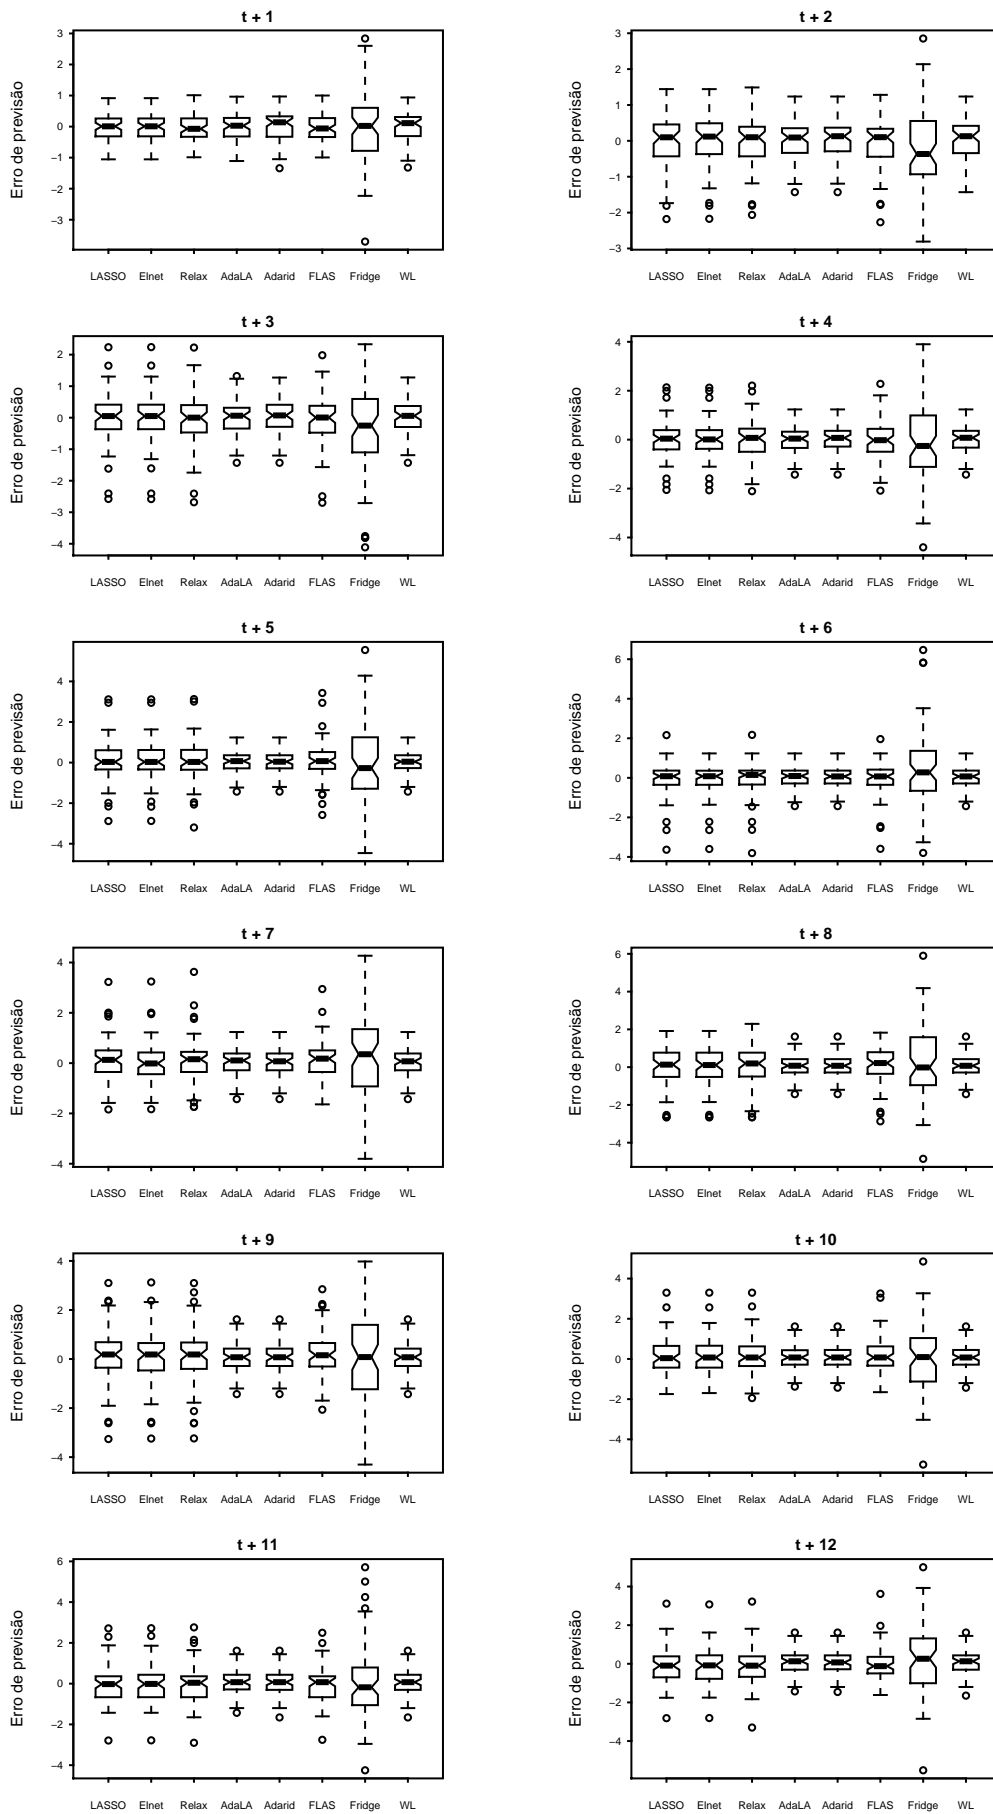 t + 1
Erro de previsão
3
2
1
0
−1
−2
−3
LASSO Elnet Relax AdaLA Adarid FLAS Fridge WL
t + 2
Erro de previsão
3
2
1
0
−1
−2
−3
LASSO Elnet Relax AdaLA Adarid FLAS Fridge WL
t + 3
Erro de previsão
2
1
0
−1
−2
−3
−4
LASSO Elnet Relax AdaLA Adarid FLAS Fridge WL
t + 4
Erro de previsão
4
2
0
−2
−4
LASSO Elnet Relax AdaLA Adarid FLAS Fridge WL
t + 5
Erro de previsão
4
2
0
−2
−4
LASSO Elnet Relax AdaLA Adarid FLAS Fridge WL
t + 6
Erro de previsão
6
4
2
0
−2
−4
LASSO Elnet Relax AdaLA Adarid FLAS Fridge WL
t + 7
Erro de previsão
4
2
0
−2
−4
LASSO Elnet Relax AdaLA Adarid FLAS Fridge WL
t + 8
Erro de previsão
6
4
2
0
−2
−4
LASSO Elnet Relax AdaLA Adarid FLAS Fridge WL
t + 9
Erro de previsão
4
2
0
−2
−4
LASSO Elnet Relax AdaLA Adarid FLAS Fridge WL
t + 10
Erro de previsão
4
2
0
−2
−4
LASSO Elnet Relax AdaLA Adarid FLAS Fridge WL
t + 11
Erro de previsão
6
4
2
0
−2
−4
LASSO Elnet Relax AdaLA Adarid FLAS Fridge WL
t + 12
Erro de previsão
4
2
0
−2
−4
LASSO Elnet Relax AdaLA Adarid FLAS Fridge WL